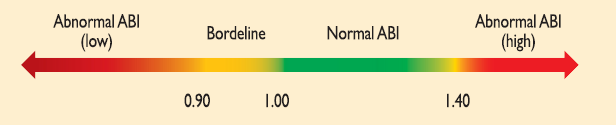 Abnormal ABI
(low)
Bordeline
Normal ABI
Abnormal ABI
(high)
0.90
1.00
1.40